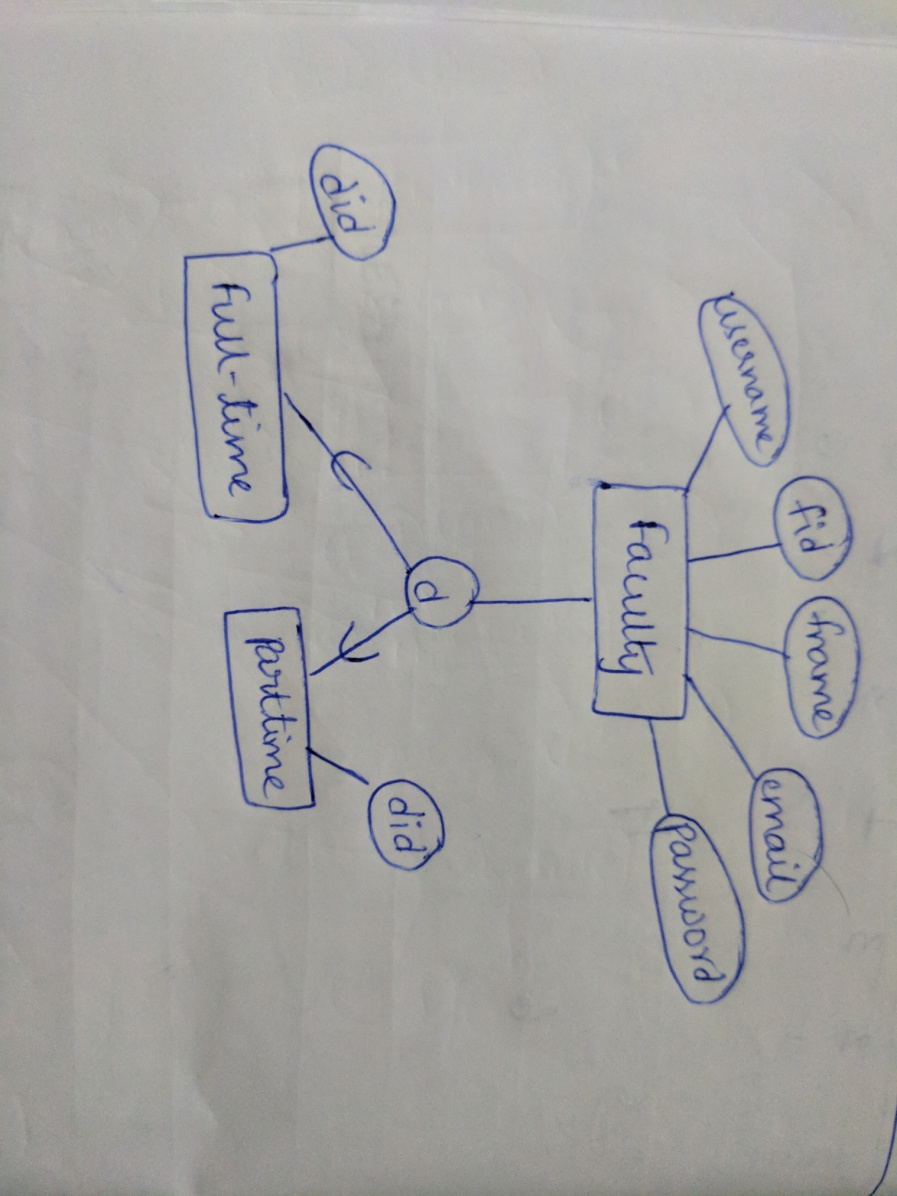 username
fid
fname
email
Password
Faculty
d
did
Full-time
Parttime
did